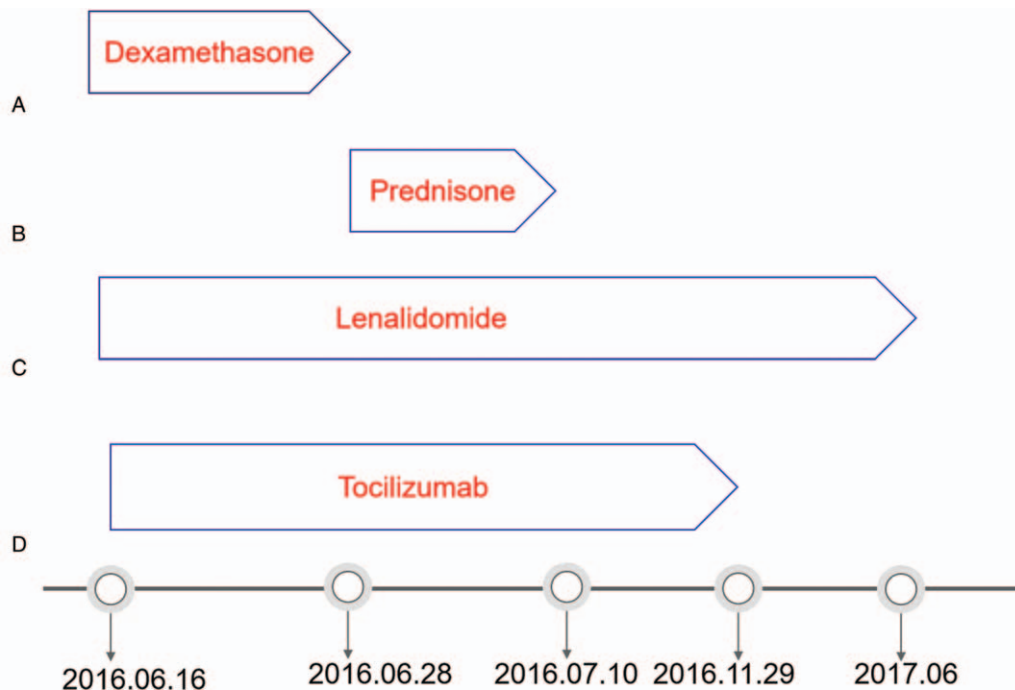 Dexamethasone
A
Prednisone
B
Lenalidomide
C
Tocilizumab
D
2016.06.16 2016.06.28 2016.07.10 2016.11.29 2017.06